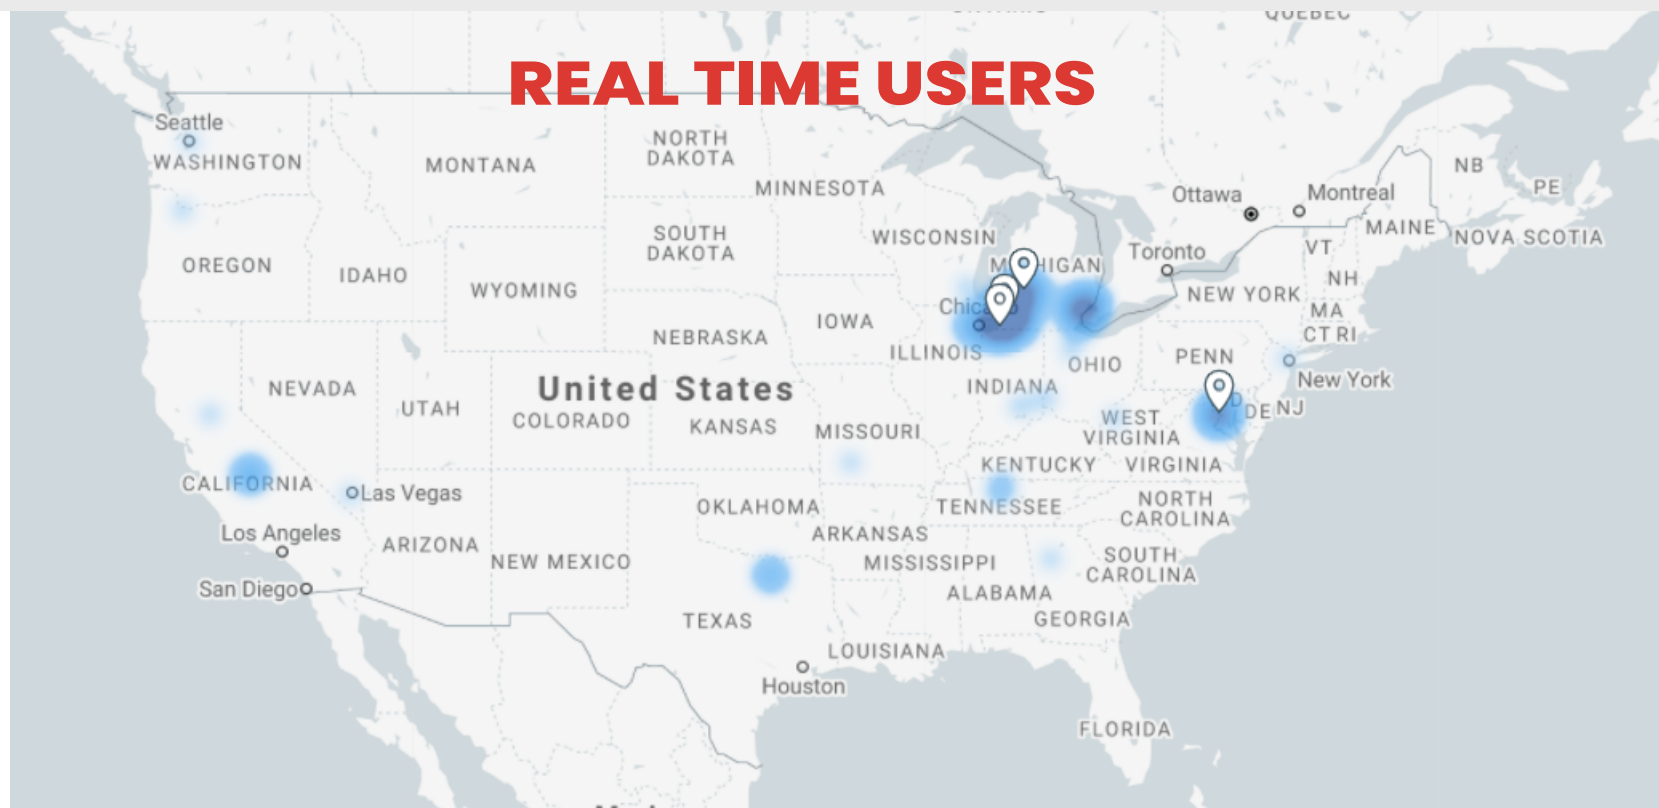 QUEBEC
REAL TIME USERS
Seattle
WASHINGTON
MONTANA
NORTH
DAKOTA
MINNESOTA
Ottawa
Montreal
NB
PE
MAINE
NOVA SCOTIA
OREGON
IDAHO
SOUTH
DAKOTA
WISCONSIN
Toronto
VT
NH
WYOMING
NEW YORK
MA
CT RI
IOWA
NEBRASKA
ILLINOIS
OHIO
PENN
New York
NEVADA
UTAH
United States
COLORADO
KANSAS
MISSOURI
INDIANA
WEST
VIRGINIA
DE NJ
CALIFORNIA
Las Vegas
KENTUCKY
VIRGINIA
Los Angeles
ARIZONA
NEW MEXICO
OKLAHOMA
TENNESSEE
NORTH
CAROLINA
ARKANSAS
MISSISSIPPI
SOUTH
CAROLINA
San Diego
TEXAS
ALABAMA
GEORGIA
LOUISIANA
Houston
FLORIDA